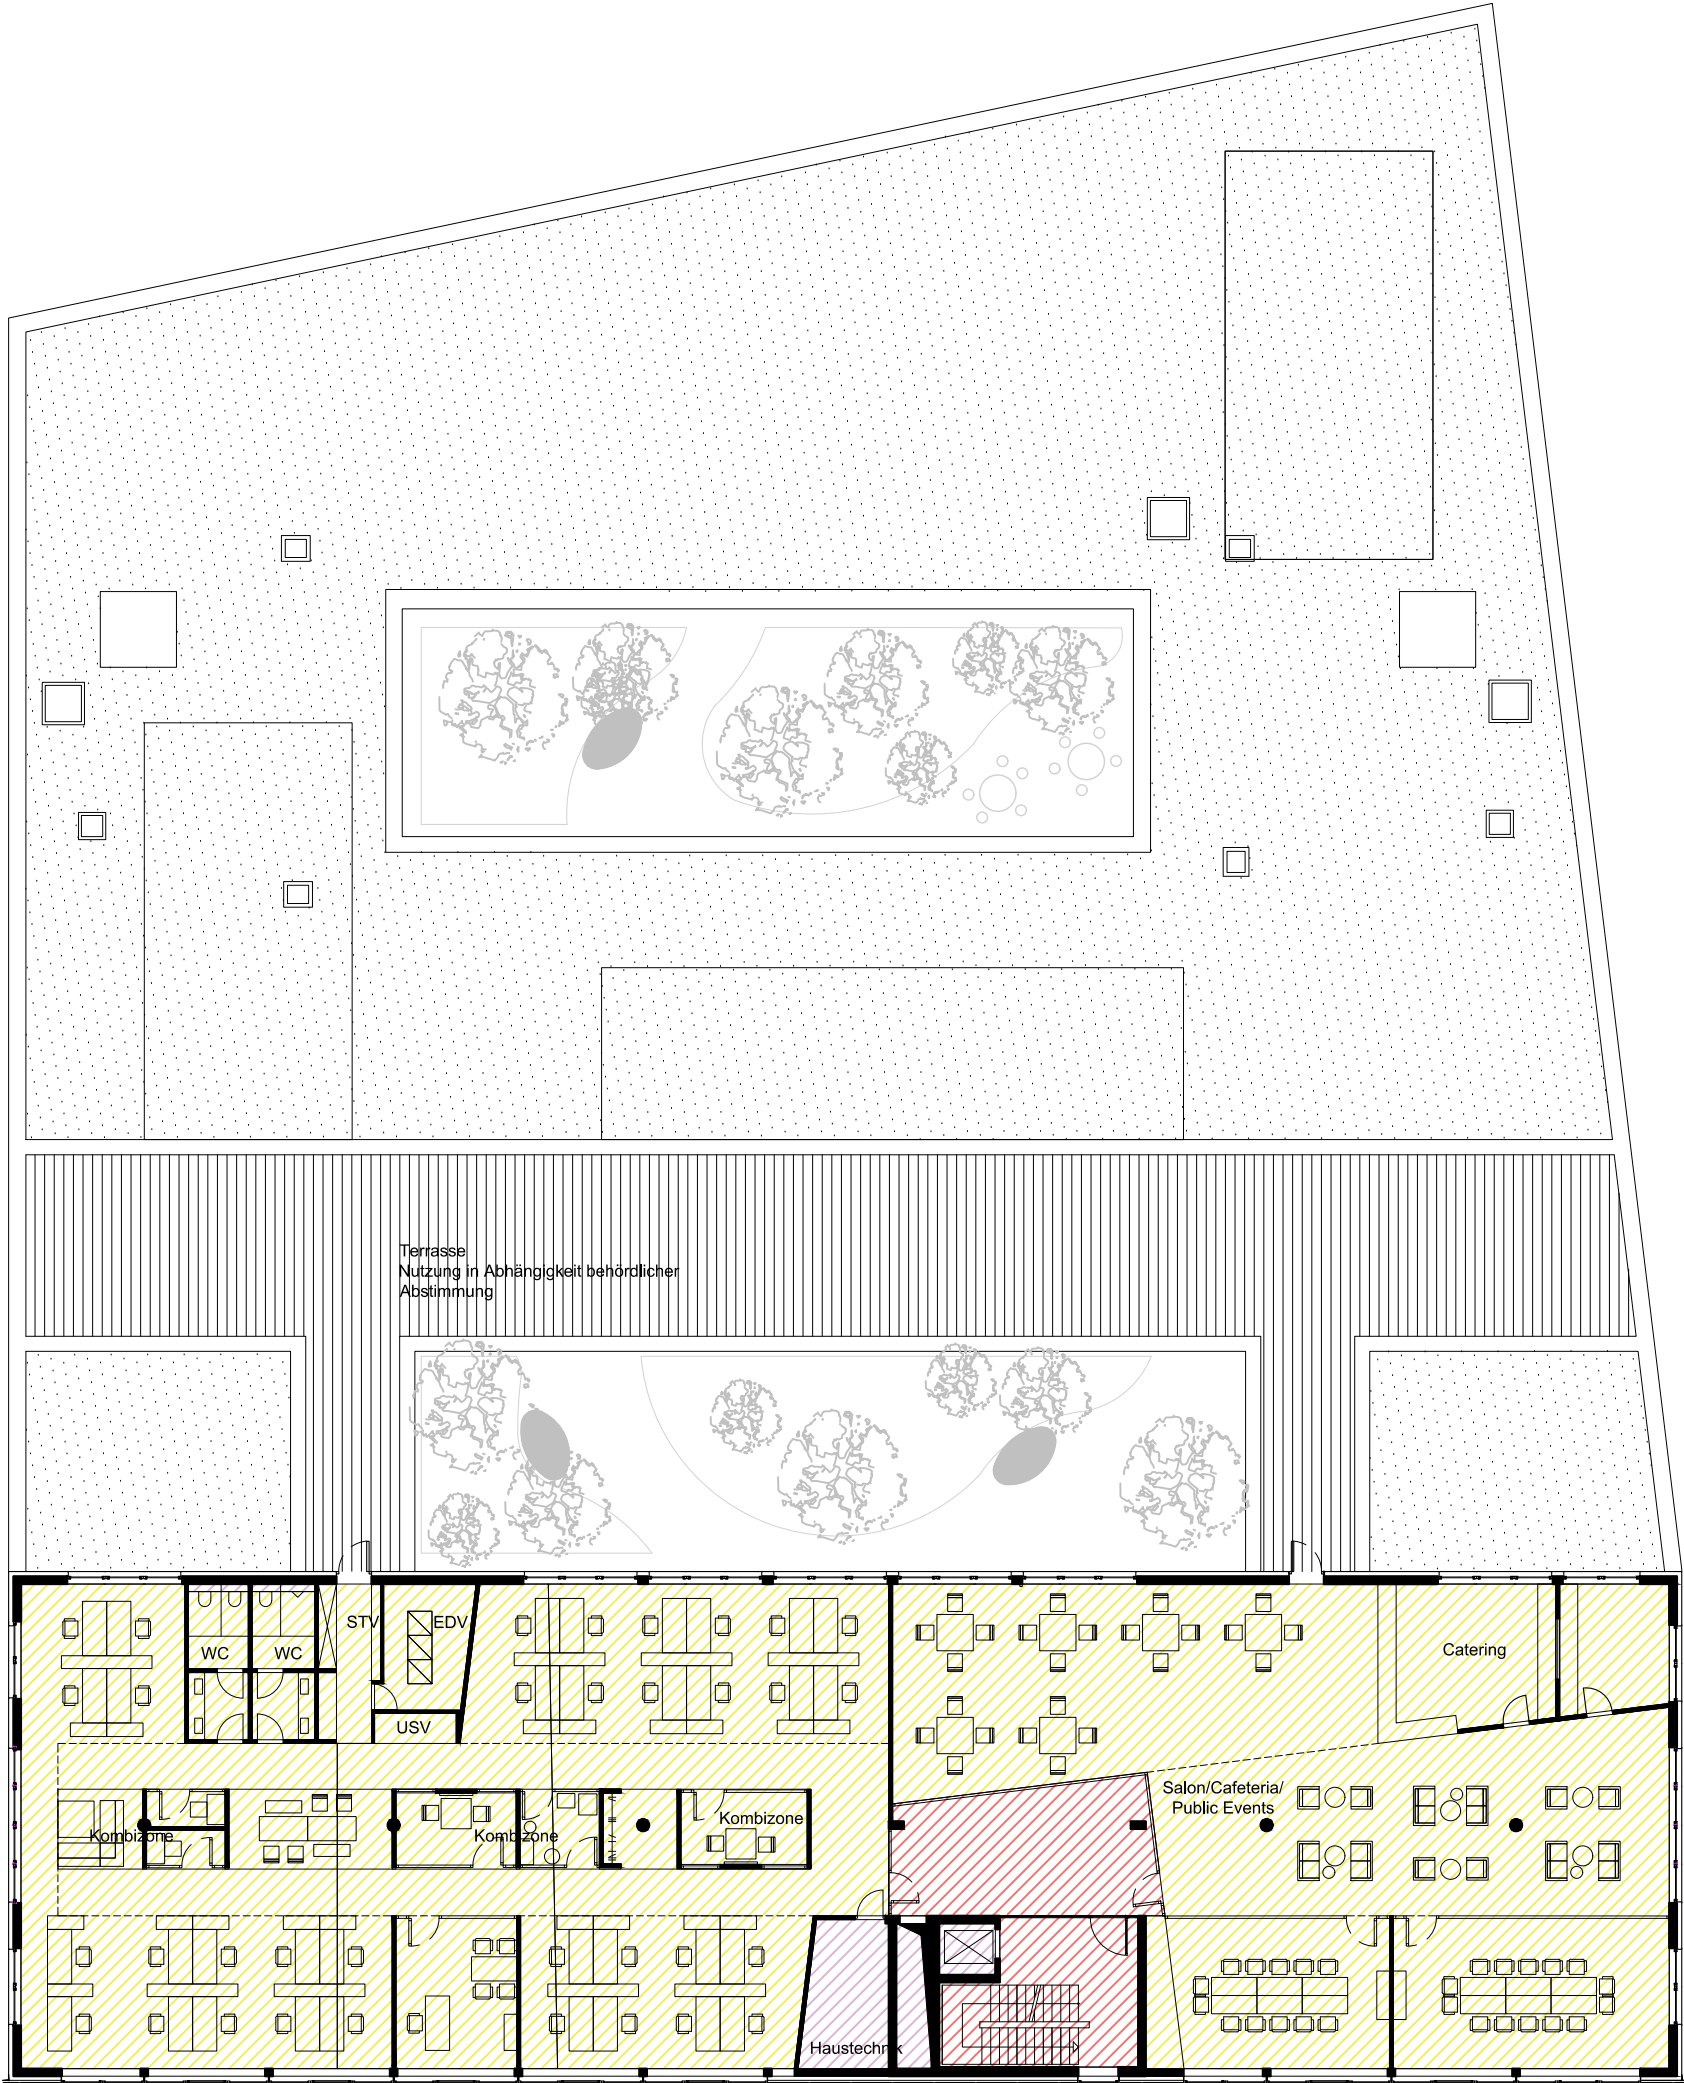 Terrasse
Nutzung in Abhängigkeit behördlicher
Abstimmung
STV
EDV
WC
WC
Catering
USV
Salon/Cafeteria/
Public Events
Kombizone
Kombizone
Kombizone
Haustechnik